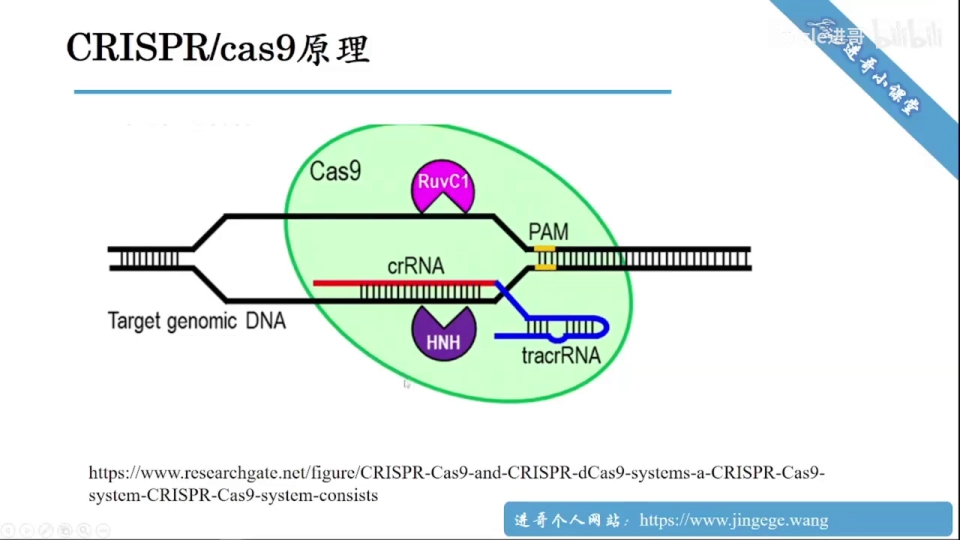 CRISPR/cas9原理
bilibili
进哥小课堂
Cas9
RuvC1
PAM
crRNA
Target genomic DNA
HNH
tracrRNA
https://www.researchgate.net/figure/CRISPR-Cas9-and-CRISPR-dCas9-systems-a-CRISPR-Cas9-
system-CRISPR-Cas9-system-consists
进哥个人网站：https://www.jingege.wang